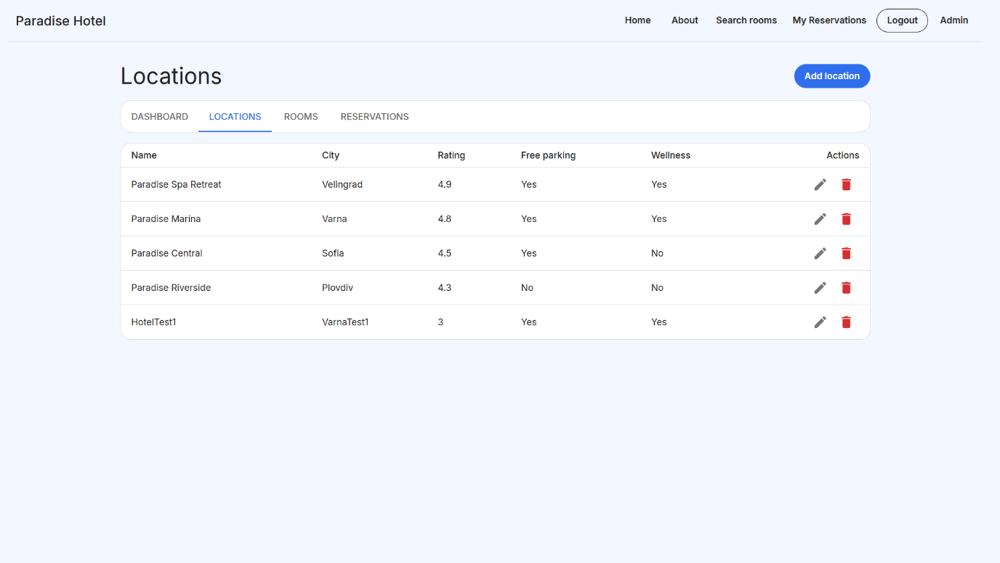 Paradise Hotel
Home About Search rooms My Reservations Logout Admin
Locations
Add location
DASHBOARD LOCATIONS ROOMS RESERVATIONS
Name City Rating Free parking Wellness Actions
Paradise Spa Retreat Velingrad 4.9 Yes Yes
Paradise Marina Varna 4.8 Yes Yes
Paradise Central Sofia 4.5 Yes No
Paradise Riverside Plovdiv 4.3 No No
HotelTest1 VarnaTest1 3 Yes Yes